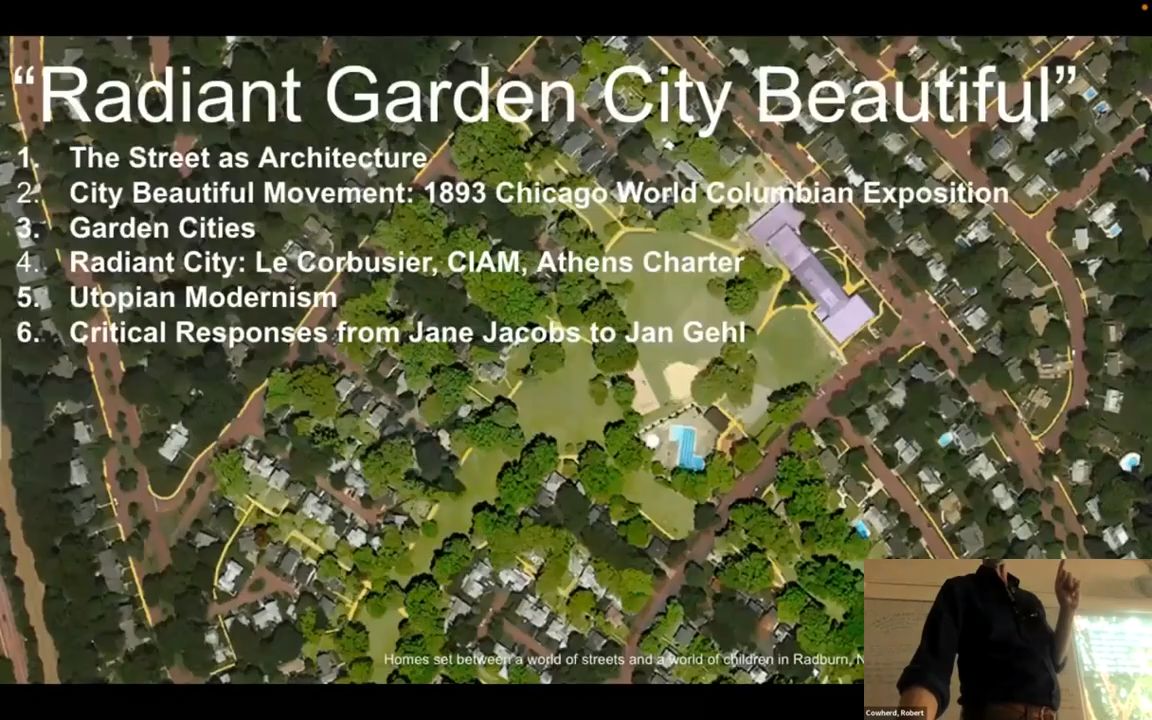 “Radiant Garden City Beautiful”
1. The Street as Architecture
2. City Beautiful Movement: 1893 Chicago World Columbian Exposition
3. Garden Cities
4. Radiant City: Le Corbusier, CIAM, Athens Charter
5. Utopian Modernism
6. Critical Responses from Jane Jacobs to Jan Gehl
Homes set between a world of streets and a world of children in Radburn, N
Cowherd, Robert